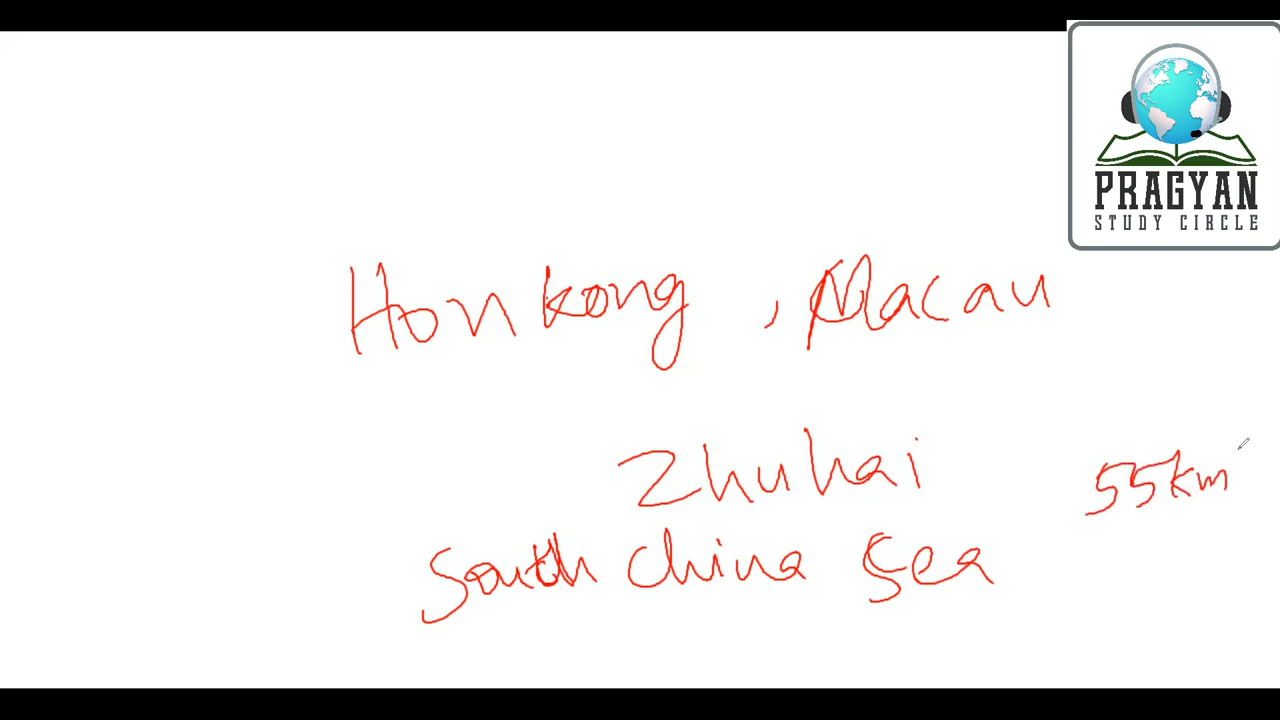 PRAGYAN
STUDY CIRCLE
Honkong , Macau
Zhuhai 55km
South China Sea